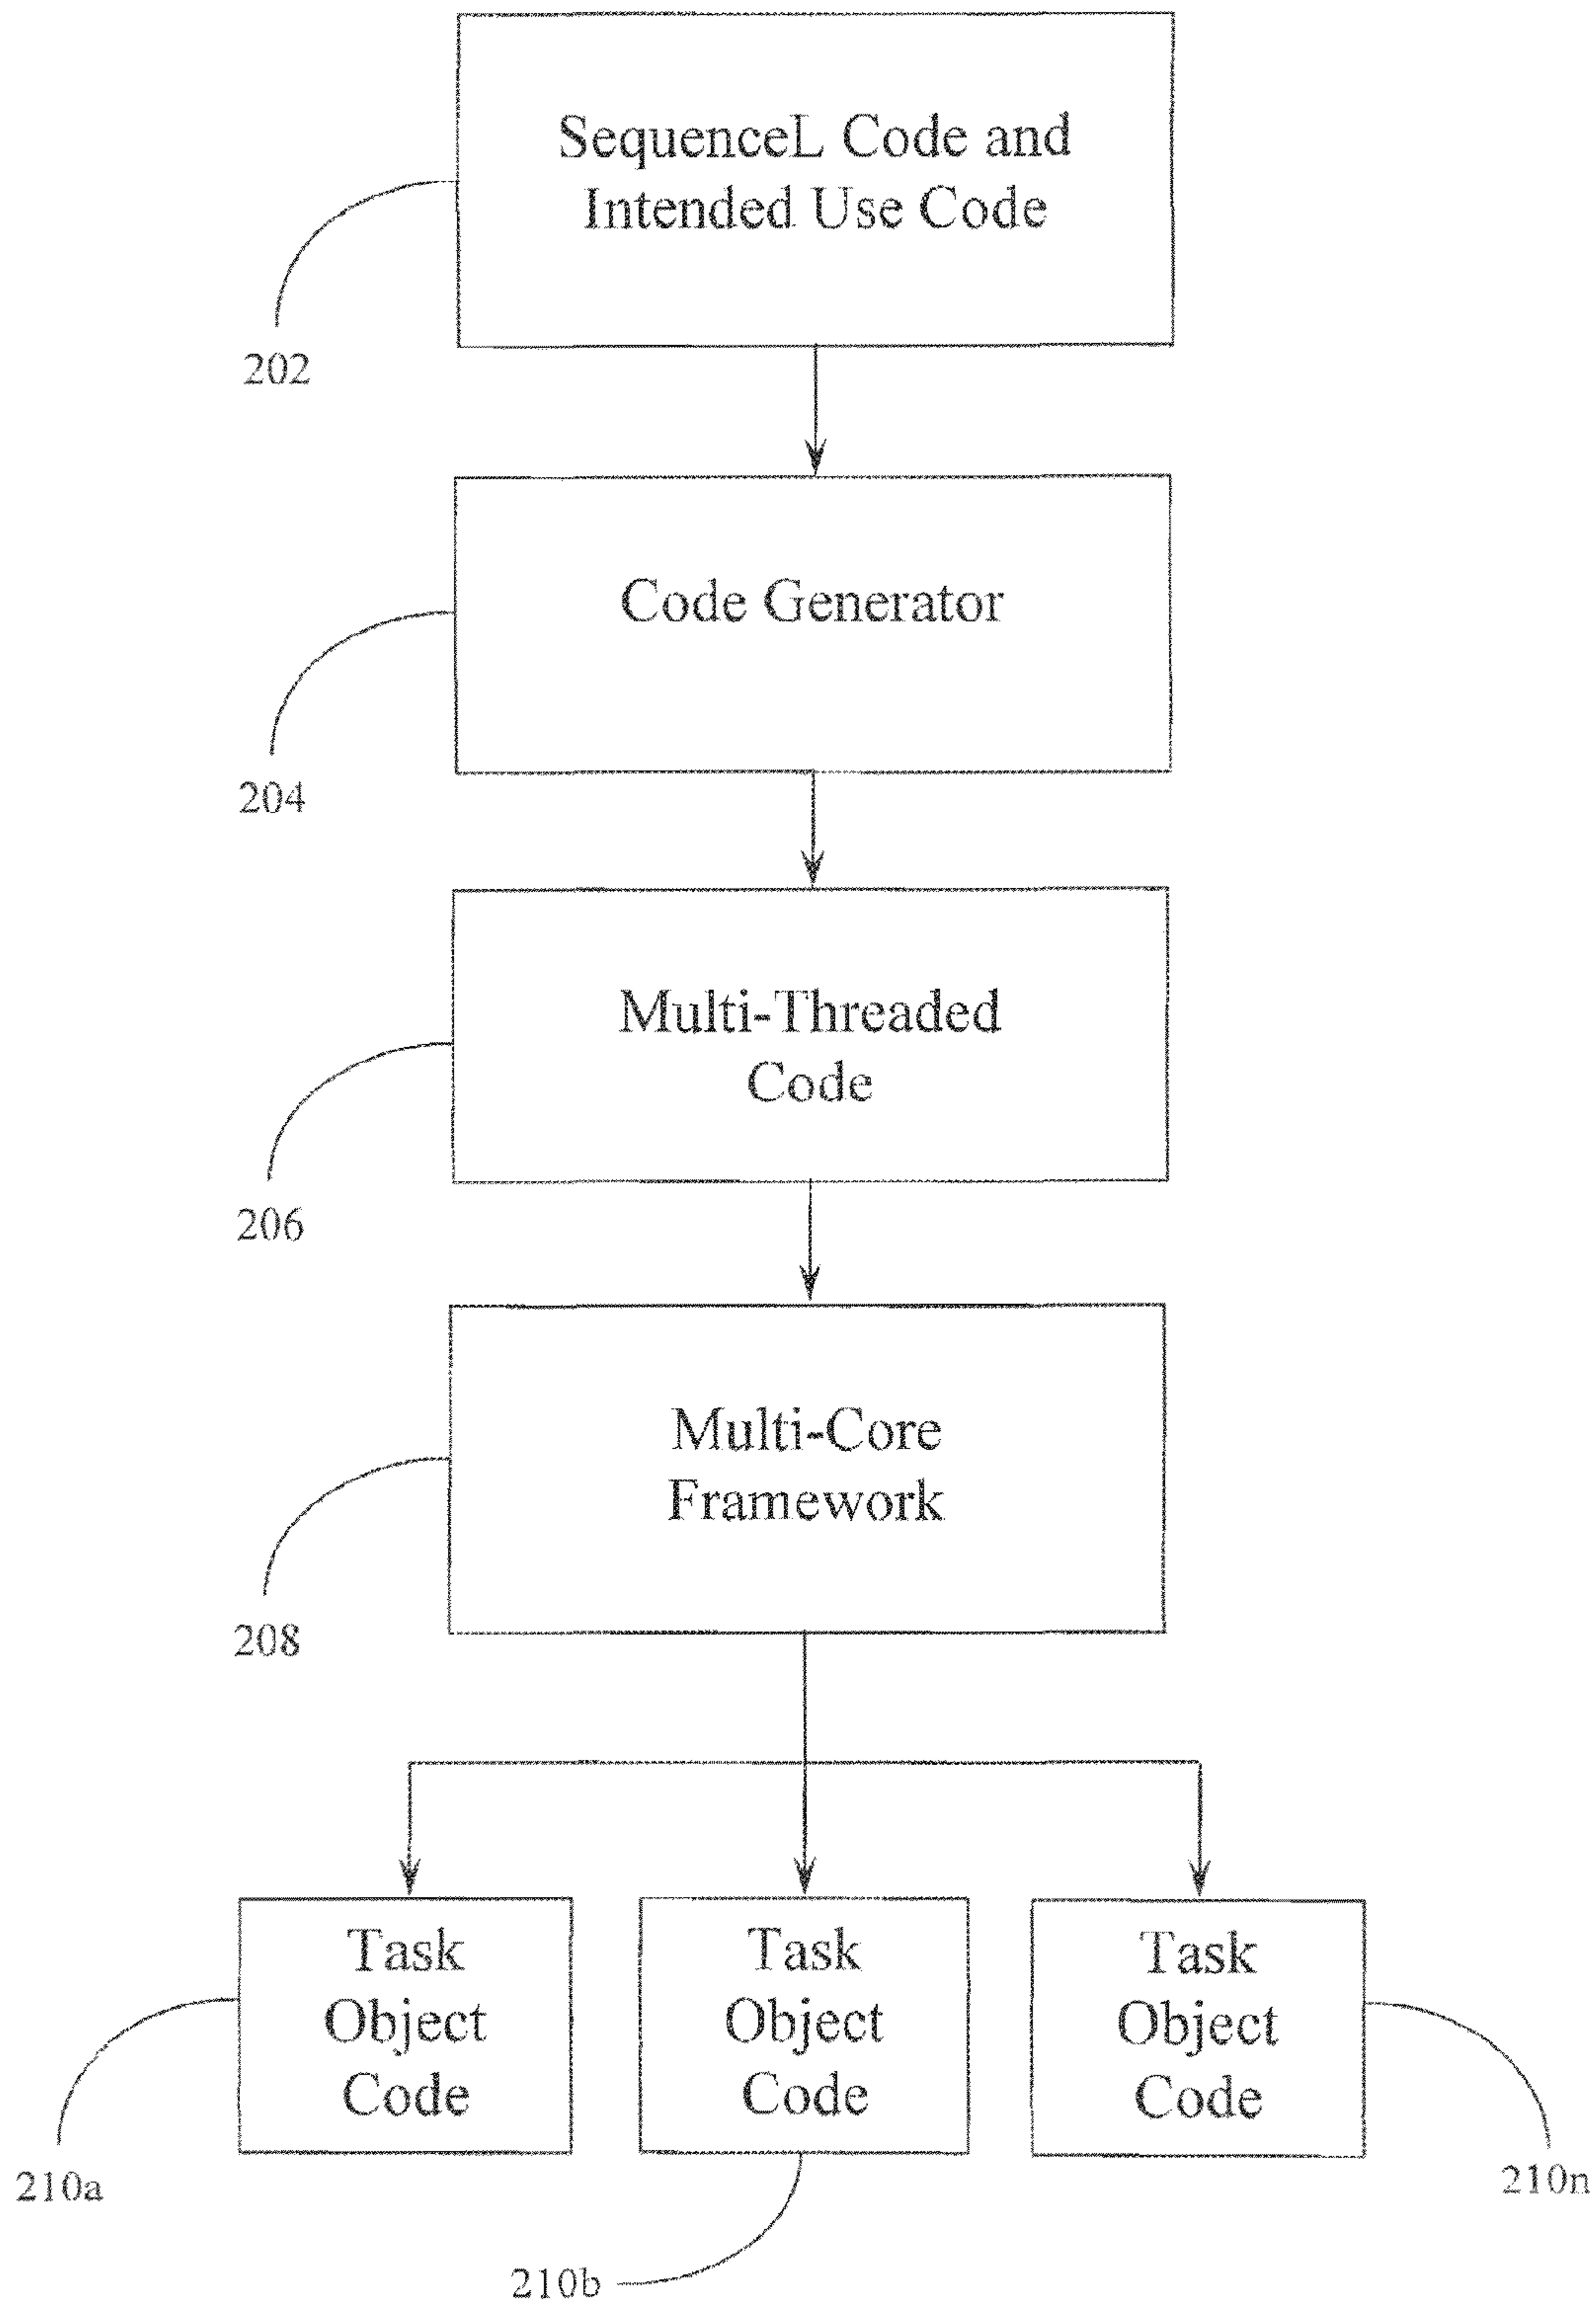 SequenceL Code and
Intended Use Code
202
Code Generator
204
Multi-Threaded
Code
206
Multi-Core
Framework
208
Task
Object
Code
Task
Object
Code
Task
Object
Code
210a
210b
210n